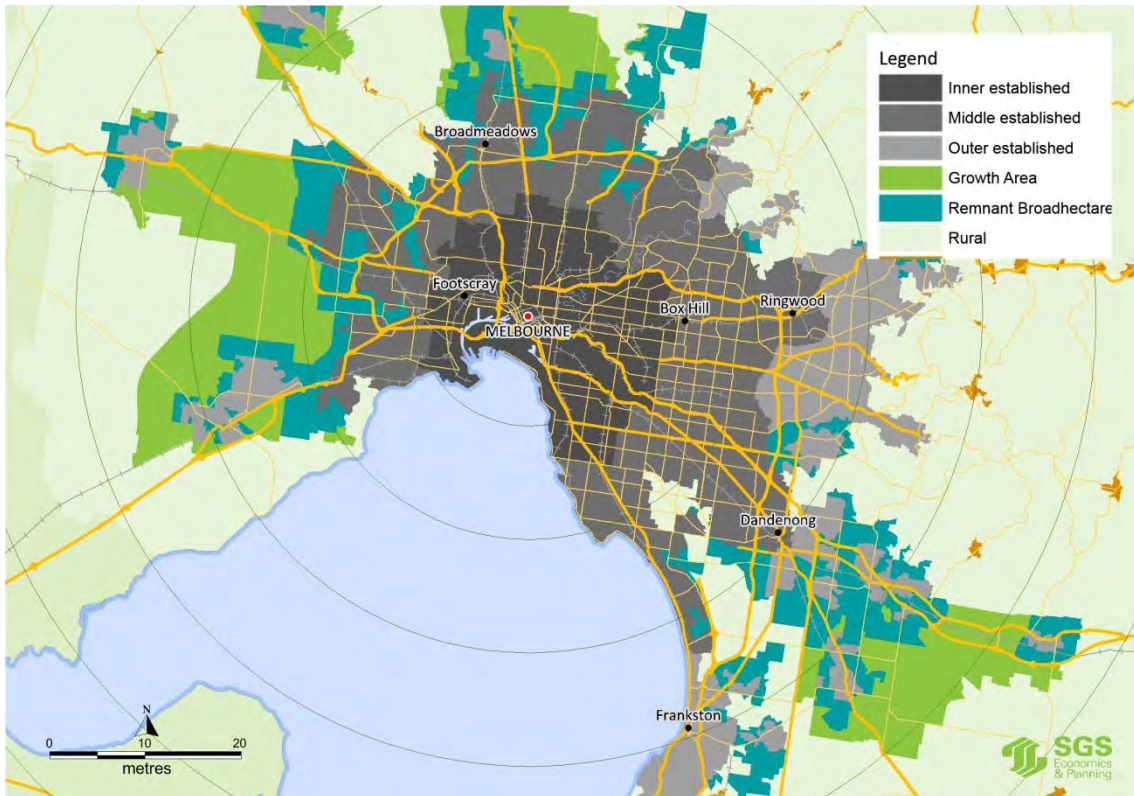 Legend
Inner established
Middle established
Outer established
Growth Area
Remnant Broadhectare
Rural
Broadmeadows
Footscray
MELBOURNE
Box Hill
Ringwood
Dandenong
Frankston
N
0 10 20
metres
SGS
Economics
& Planning